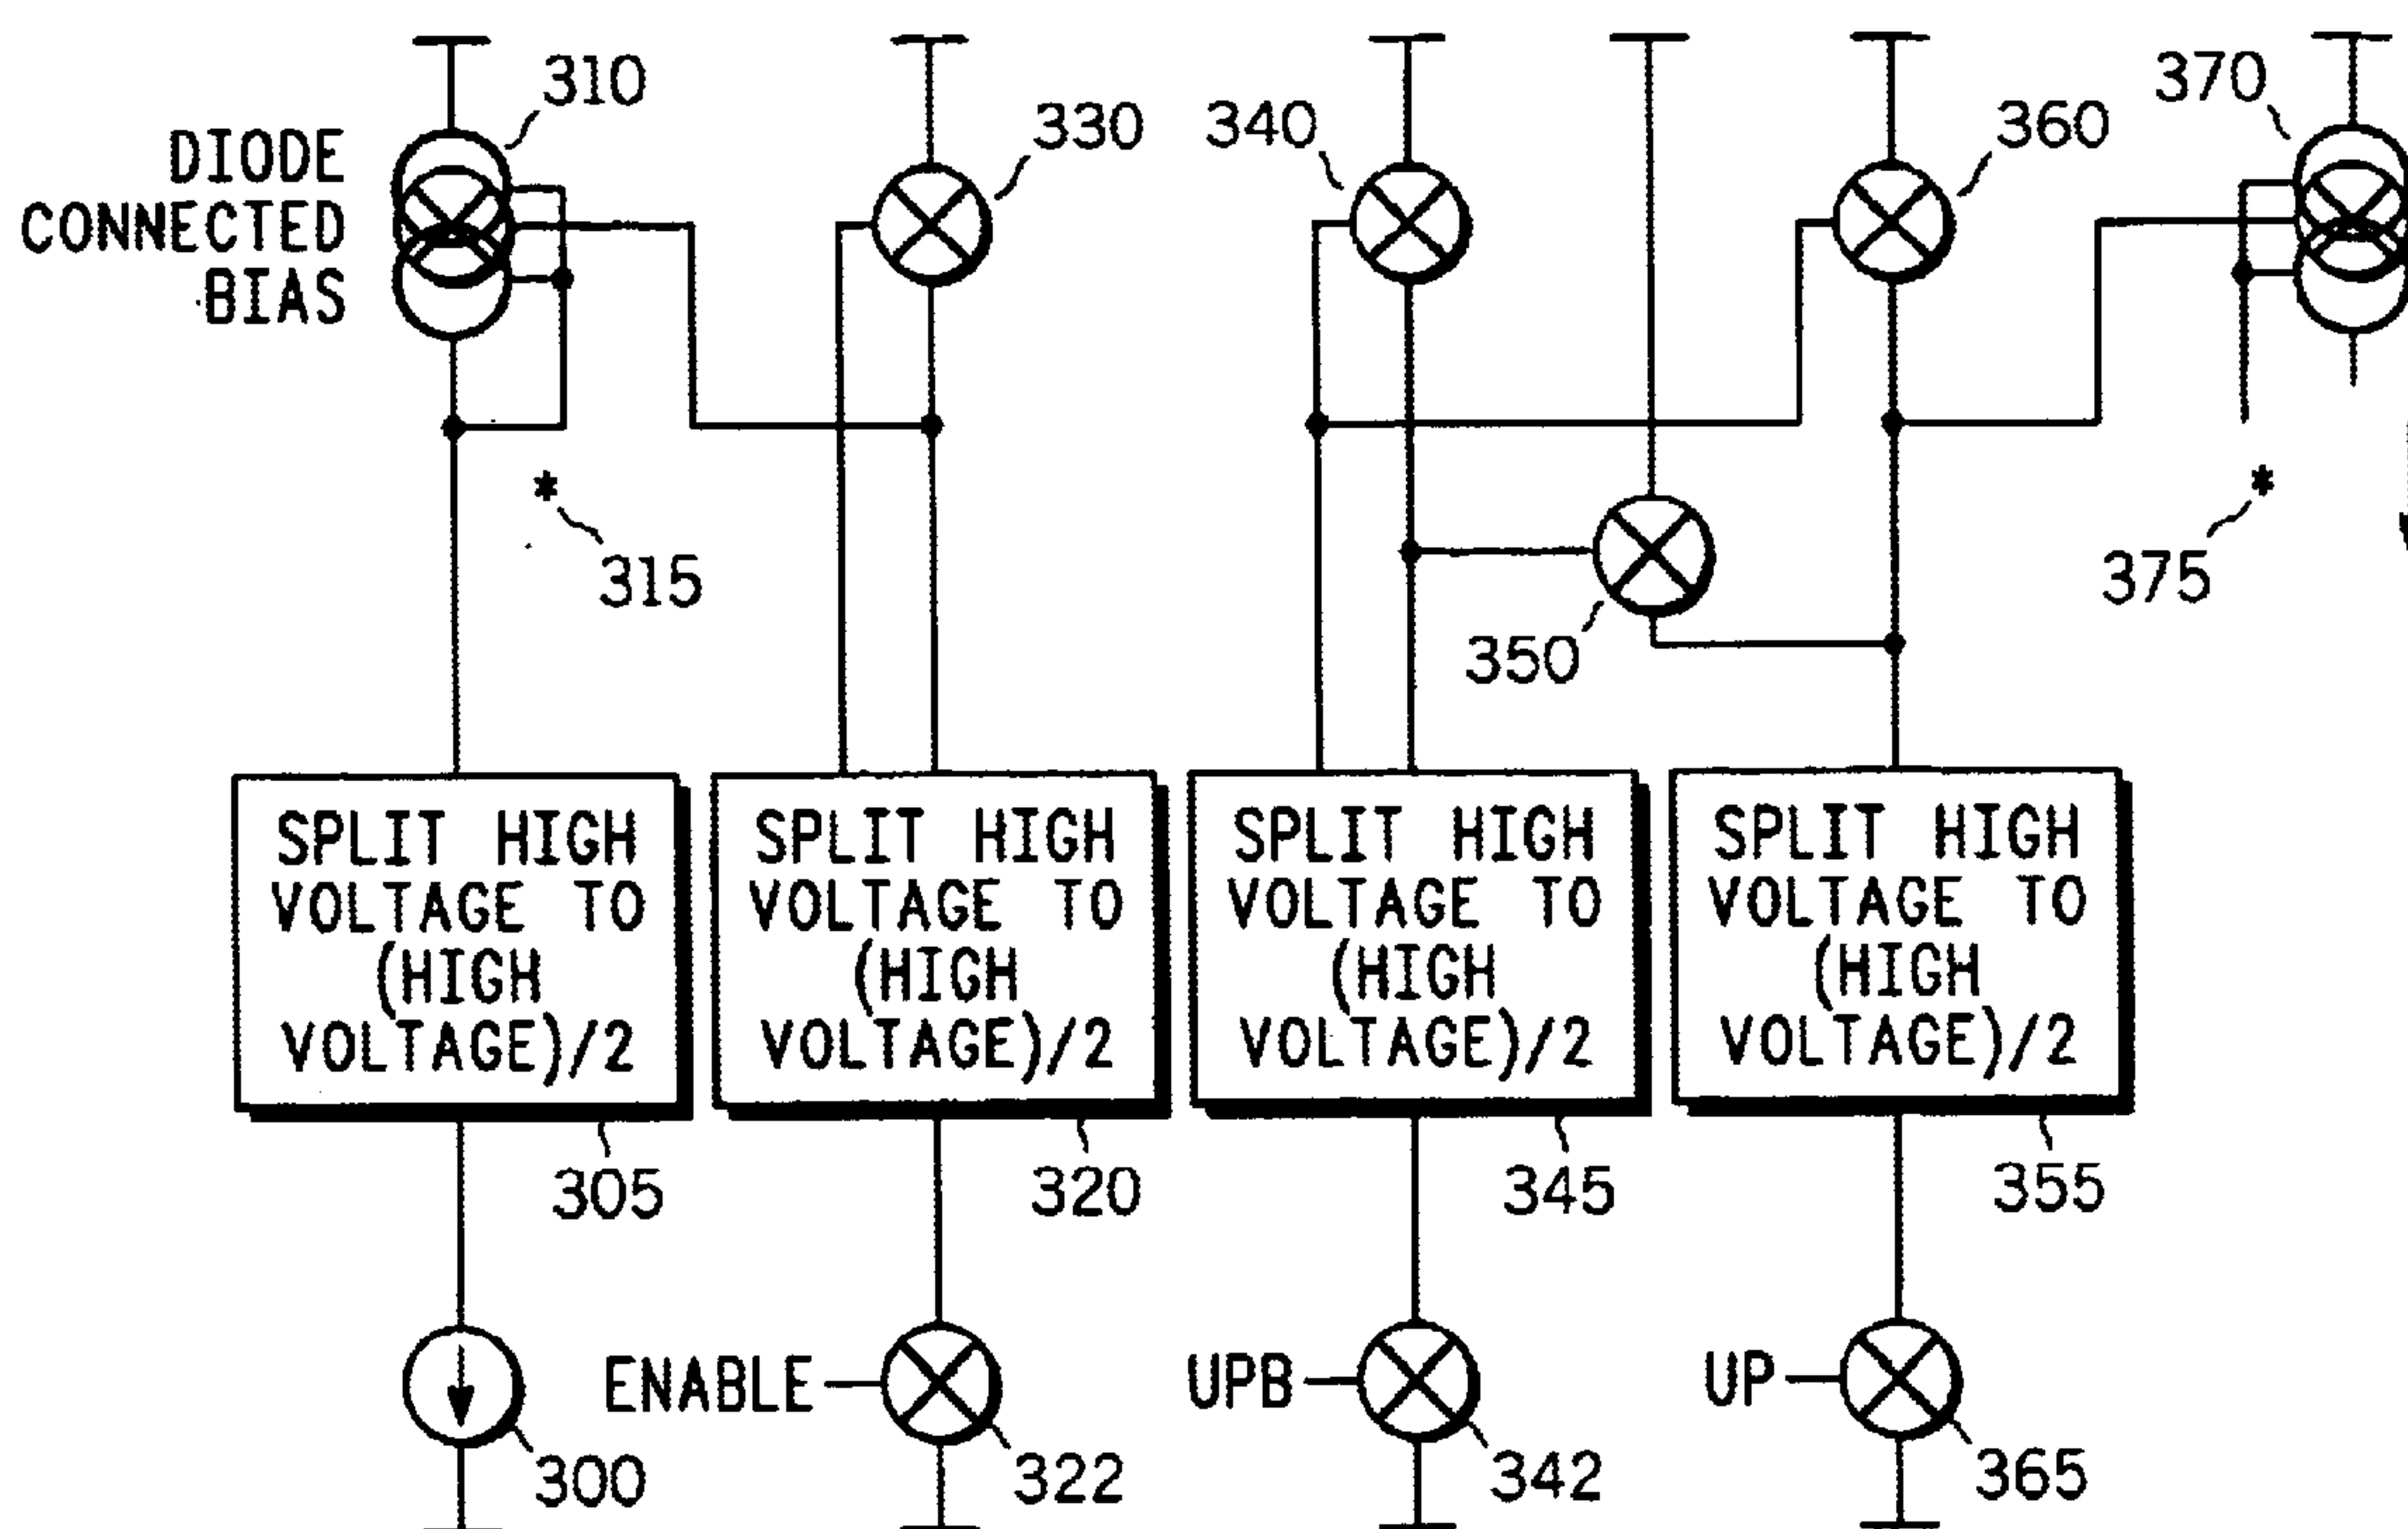 310
370
330
340
360
DIODE
CONNECTED
BIAS
*
315
*
375
350
SPLIT HIGH
VOLTAGE TO
(HIGH
VOLTAGE)/2
SPLIT HIGH
VOLTAGE TO
(HIGH
VOLTAGE)/2
SPLIT HIGH
VOLTAGE TO
(HIGH
VOLTAGE)/2
SPLIT HIGH
VOLTAGE TO
(HIGH
VOLTAGE)/2
305
320
345
355
ENABLE
UPB
UP
300
322
342
365